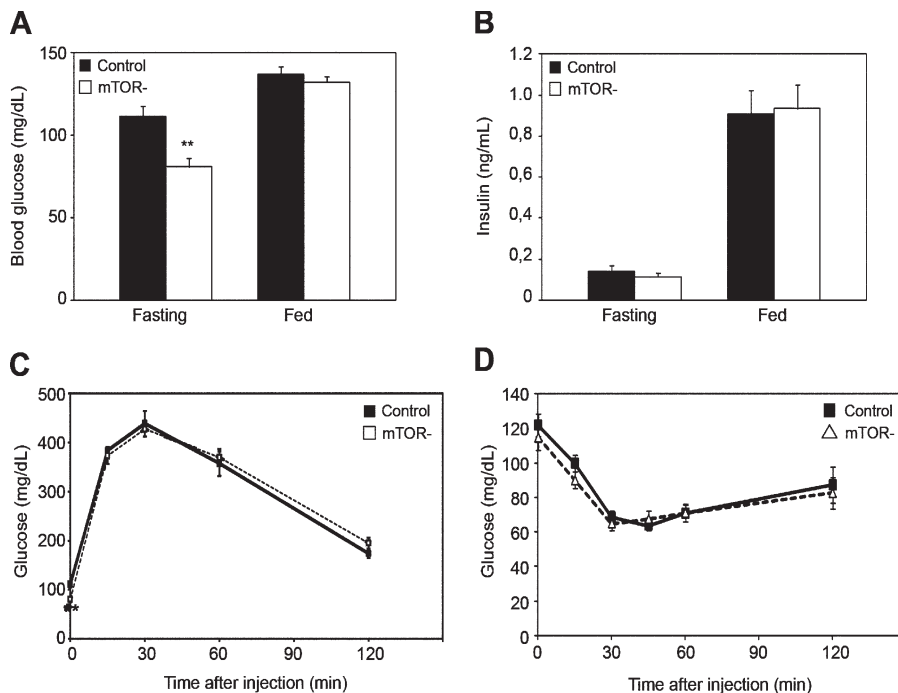 A
Blood glucose (mg/dL)
150
100
50
0
Control
mTOR-
**
Fasting
Fed
B
Insulin (ng/mL)
1.2
1.0
0,8
0,6
0,4
0,2
0
Control
mTOR-
Fasting
Fed
C
Glucose (mg/dL)
500
400
300
200
100
0
Control
mTOR-
**
0
30
60
90
120
Time after injection (min)
D
Glucose (mg/dL)
140
120
100
80
60
40
20
0
Control
mTOR-
0
30
60
90
120
Time after injection (min)